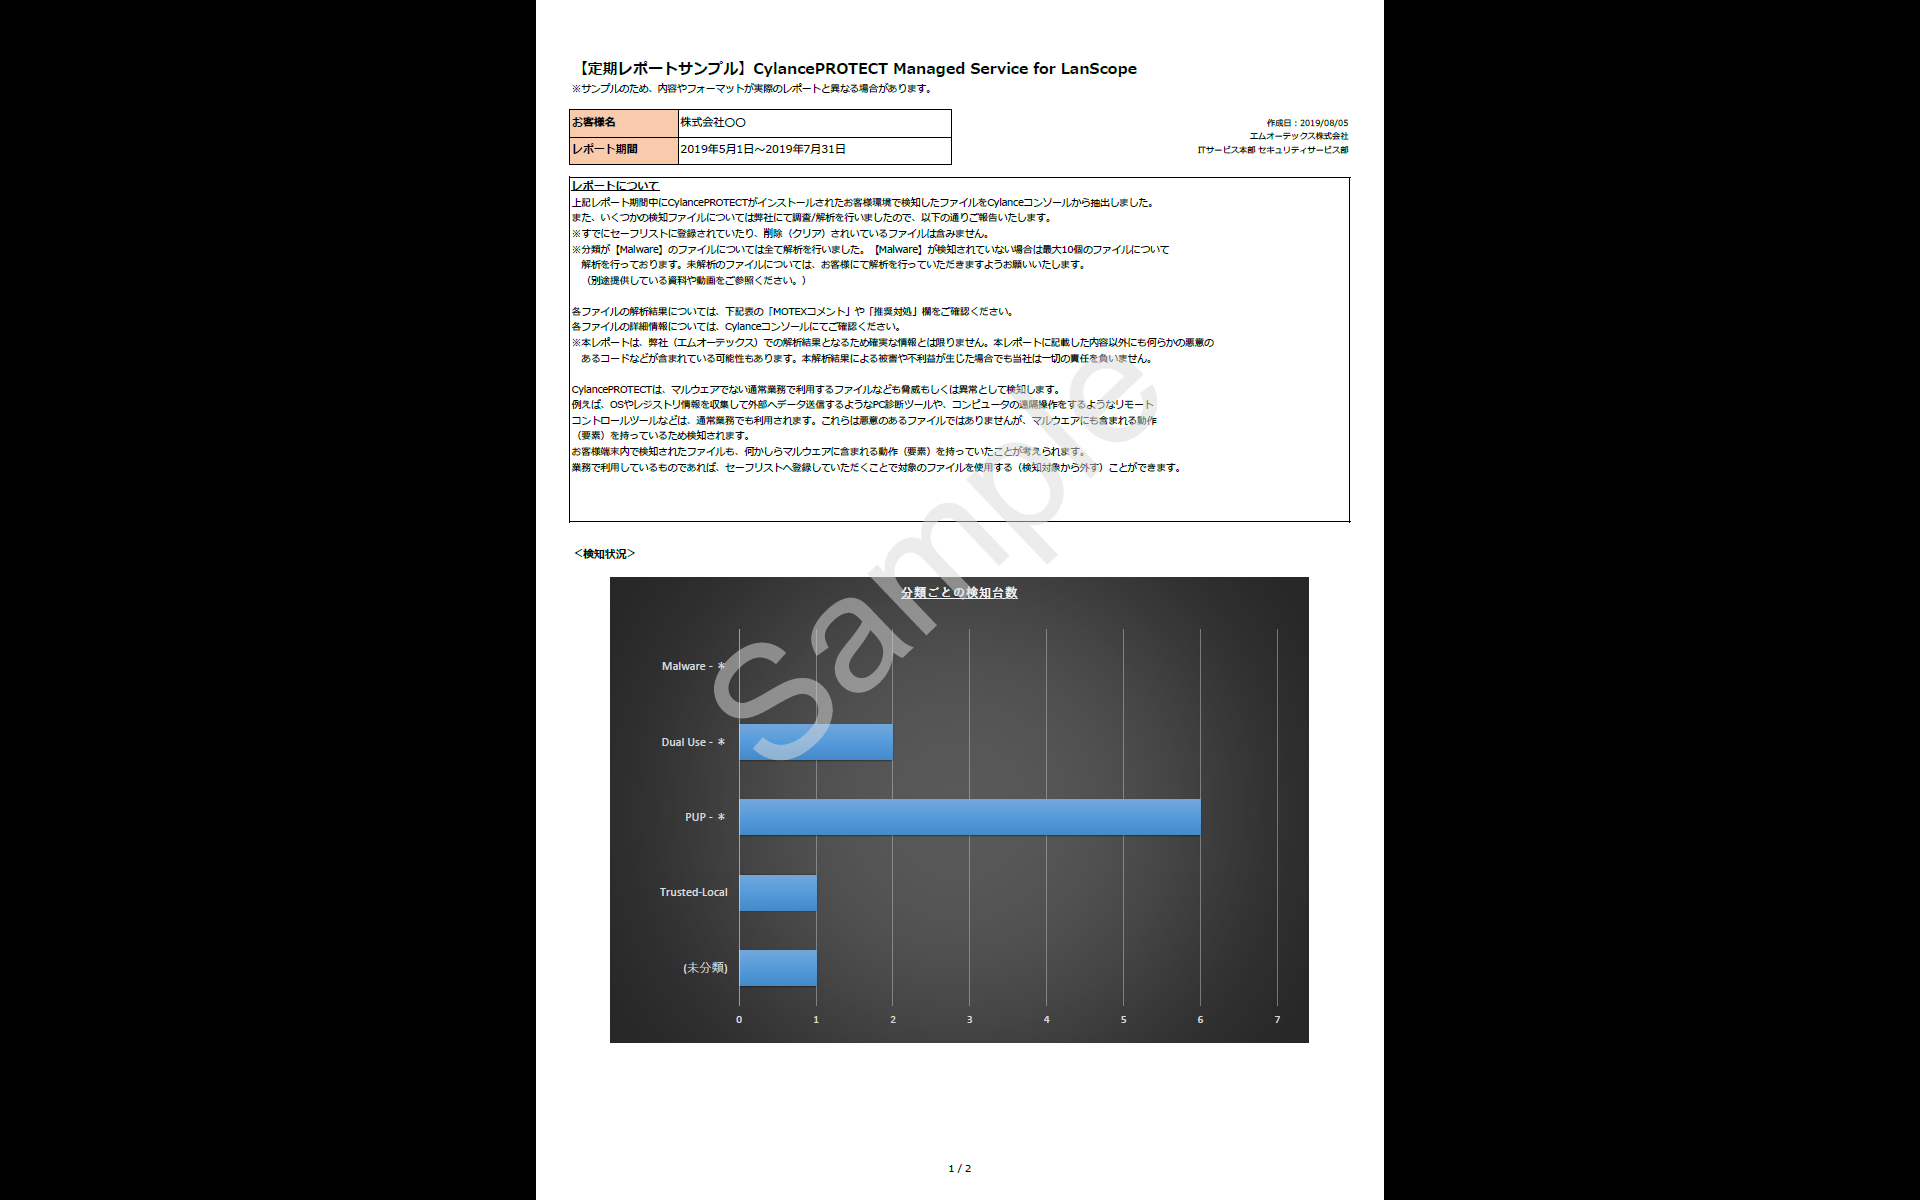 【定期レポートサンプル】CylancePROTECT Managed Service for LanScope
※サンプルのため、内容やフォーマットが実際のレポートと異なる場合があります。
お客様名 株式会社〇〇
レポート期間 2019年5月1日～2019年7月31日
作成日：2019/08/05
エムオーテックス株式会社
ITサービス本部 セキュリティサービス部
レポートについて
上記レポート期間中にCylancePROTECTがインストールされたお客様環境で検知したファイルをCylanceコンソールから抽出しました。
また、いくつかの検知ファイルについては弊社にて調査/解析を行いましたので、以下の通りご報告いたします。
※すでにセーフリストに登録されていたり、削除（クリア）されいているファイルは含みません。
※分類が【Malware】のファイルについては全て解析を行いました。【Malware】が検知されていない場合は最大10個のファイルについて
解析を行っております。未解析のファイルについては、お客様にて解析を行っていただきますようお願いいたします。
（別途提供している資料や動画をご参照ください。）
各ファイルの解析結果については、下記表の「MOTEXコメント」や「推奨対処」欄をご確認ください。
各ファイルの詳細情報については、Cylanceコンソールにてご確認ください。
※本レポートは、弊社（エムオーテックス）での解析結果となるため確実な情報とは限りません。本レポートに記載した内容以外にも何らかの悪意の
あるコードなどが含まれている可能性もあります。本解析結果による被害や不利益が生じた場合でも当社は一切の責任を負いません。
CylancePROTECTは、マルウェアでない通常業務で利用するファイルなども脅威もしくは異常として検知します。
例えば、OSやレジストリ情報を収集して外部へデータ送信するようなPC診断ツールや、コンピュータの遠隔操作をするようなリモート
コントロールツールなどは、通常業務でも利用されます。これらは悪意のあるファイルではありませんが、マルウェアにも含まれる動作
（要素）を持っているため検知されます。
お客様端末内で検知されたファイルも、何かしらマルウェアに含まれる動作（要素）を持っていたことが考えられます。
業務で利用しているものであれば、セーフリストへ登録していただくことで対象のファイルを使用する（検知対象から外す）ことができます。
Sample
＜検知状況＞
分類ごとの検知台数
Malware - ＊
Dual Use - ＊
PUP - ＊
Trusted-Local
(未分類)
0 1 2 3 4 5 6 7
1 / 2